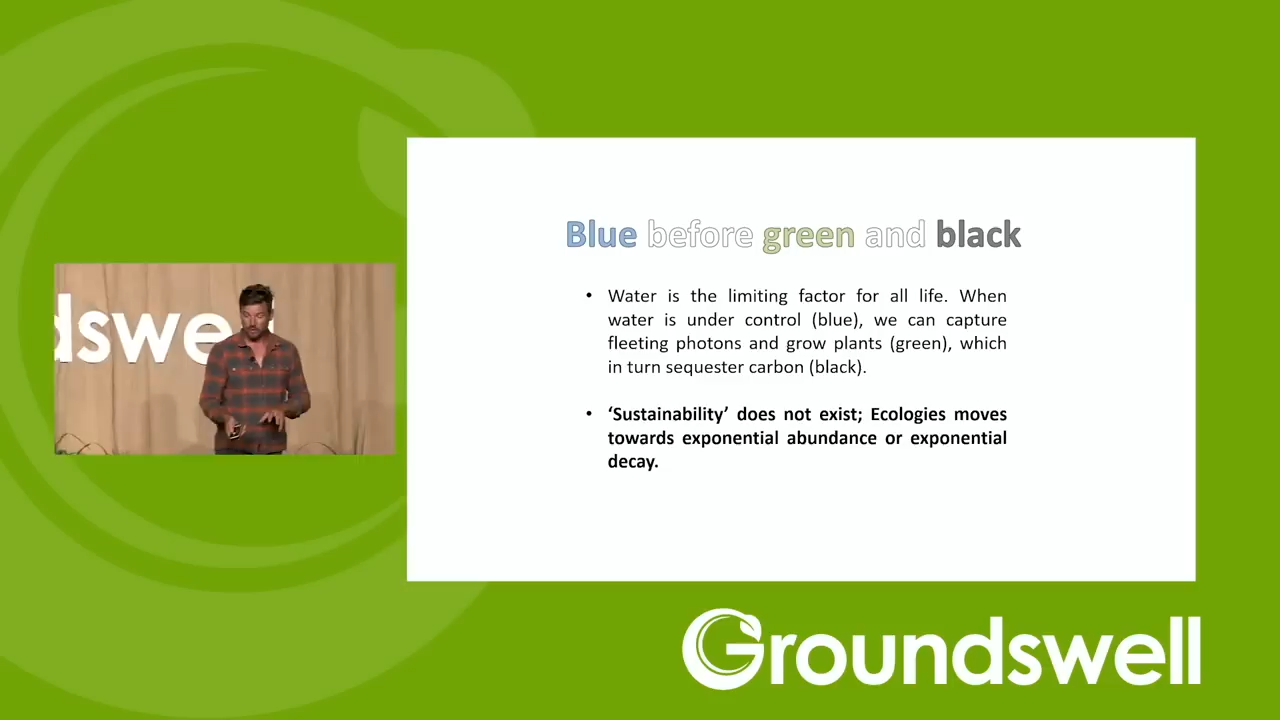 Blue before green and black
• Water is the limiting factor for all life. When
water is under control (blue), we can capture
fleeting photons and grow plants (green), which
in turn sequester carbon (black).
• ‘Sustainability’ does not exist; Ecologies moves
towards exponential abundance or exponential
decay.
dswell
Groundswell